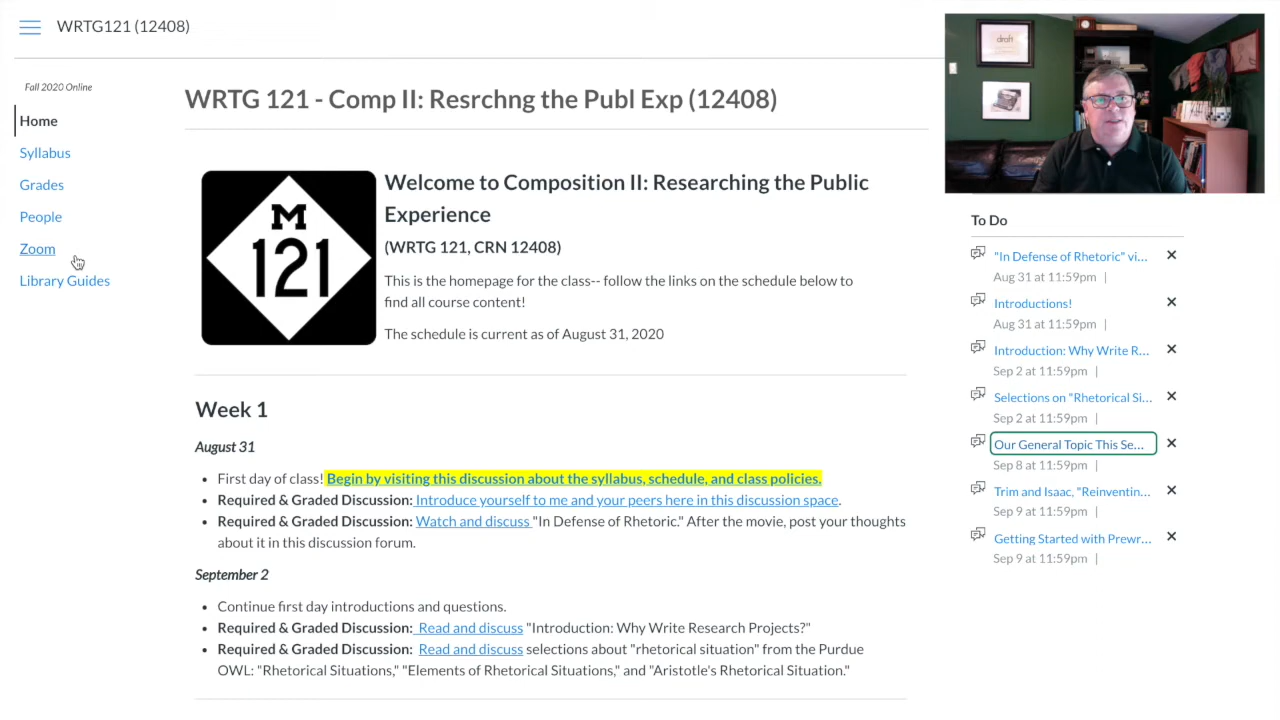 WRTG121 (12408)
Fall 2020 Online
Home
Syllabus
Grades
People
Zoom
Library Guides
WRTG 121 - Comp II: Resrchng the Publ Exp (12408)
M
121
Welcome to Composition II: Researching the Public
Experience
(WRTG 121, CRN 12408)
This is the homepage for the class-- follow the links on the schedule below to
find all course content!
The schedule is current as of August 31, 2020
Week 1
August 31
• First day of class! Begin by visiting this discussion about the syllabus, schedule, and class policies.
• Required & Graded Discussion: Introduce yourself to me and your peers here in this discussion space.
• Required & Graded Discussion: Watch and discuss "In Defense of Rhetoric." After the movie, post your thoughts
about it in this discussion forum.
September 2
• Continue first day introductions and questions.
• Required & Graded Discussion: Read and discuss "Introduction: Why Write Research Projects?"
• Required & Graded Discussion: Read and discuss selections about "rhetorical situation" from the Purdue
OWL: "Rhetorical Situations," "Elements of Rhetorical Situations," and "Aristotle's Rhetorical Situation."
draft
To Do
"In Defense of Rhetoric" vi...
Aug 31 at 11:59pm |
Introductions!
Aug 31 at 11:59pm |
Introduction: Why Write R...
Sep 2 at 11:59pm |
Selections on "Rhetorical Si...
Sep 2 at 11:59pm |
Our General Topic This Se...
Sep 8 at 11:59pm |
Trim and Isaac, "Reinventin...
Sep 9 at 11:59pm |
Getting Started with Prewr...
Sep 9 at 11:59pm |